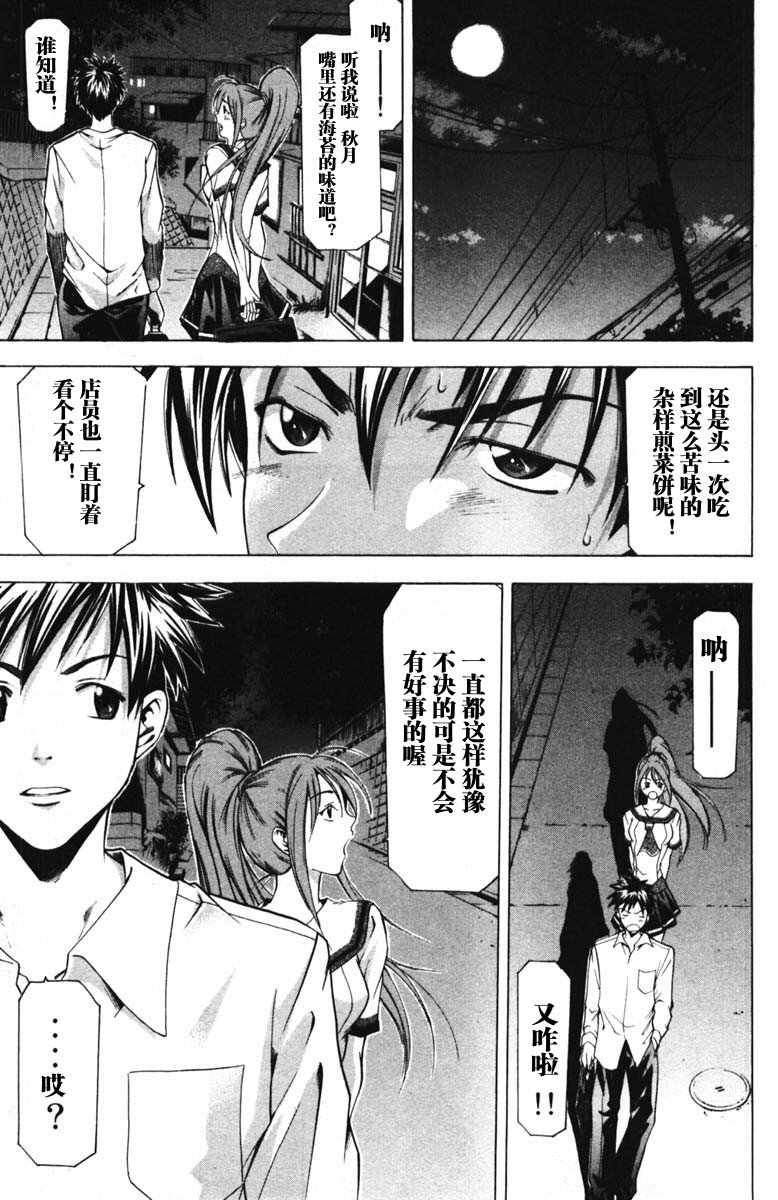 呐——！
听我说啦 秋月
嘴里还有海苔的味道吧？
谁知道！
还是头一次吃
到这么苦味的
杂样煎菜饼呢！
店员也一直盯着
看个不停！
呐——
又咋啦！！
一直都这样犹豫
不决的可是不会
有好事的喔
．．．．哎？